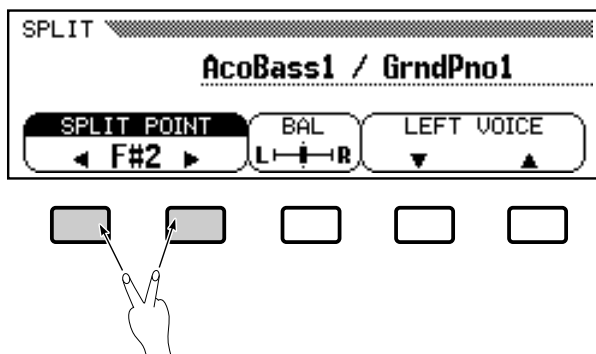 SPLIT
AcoBass1 / GrndPno1
SPLIT POINT BAL LEFT VOICE
◄ F#2 ► L R ▼ ▲